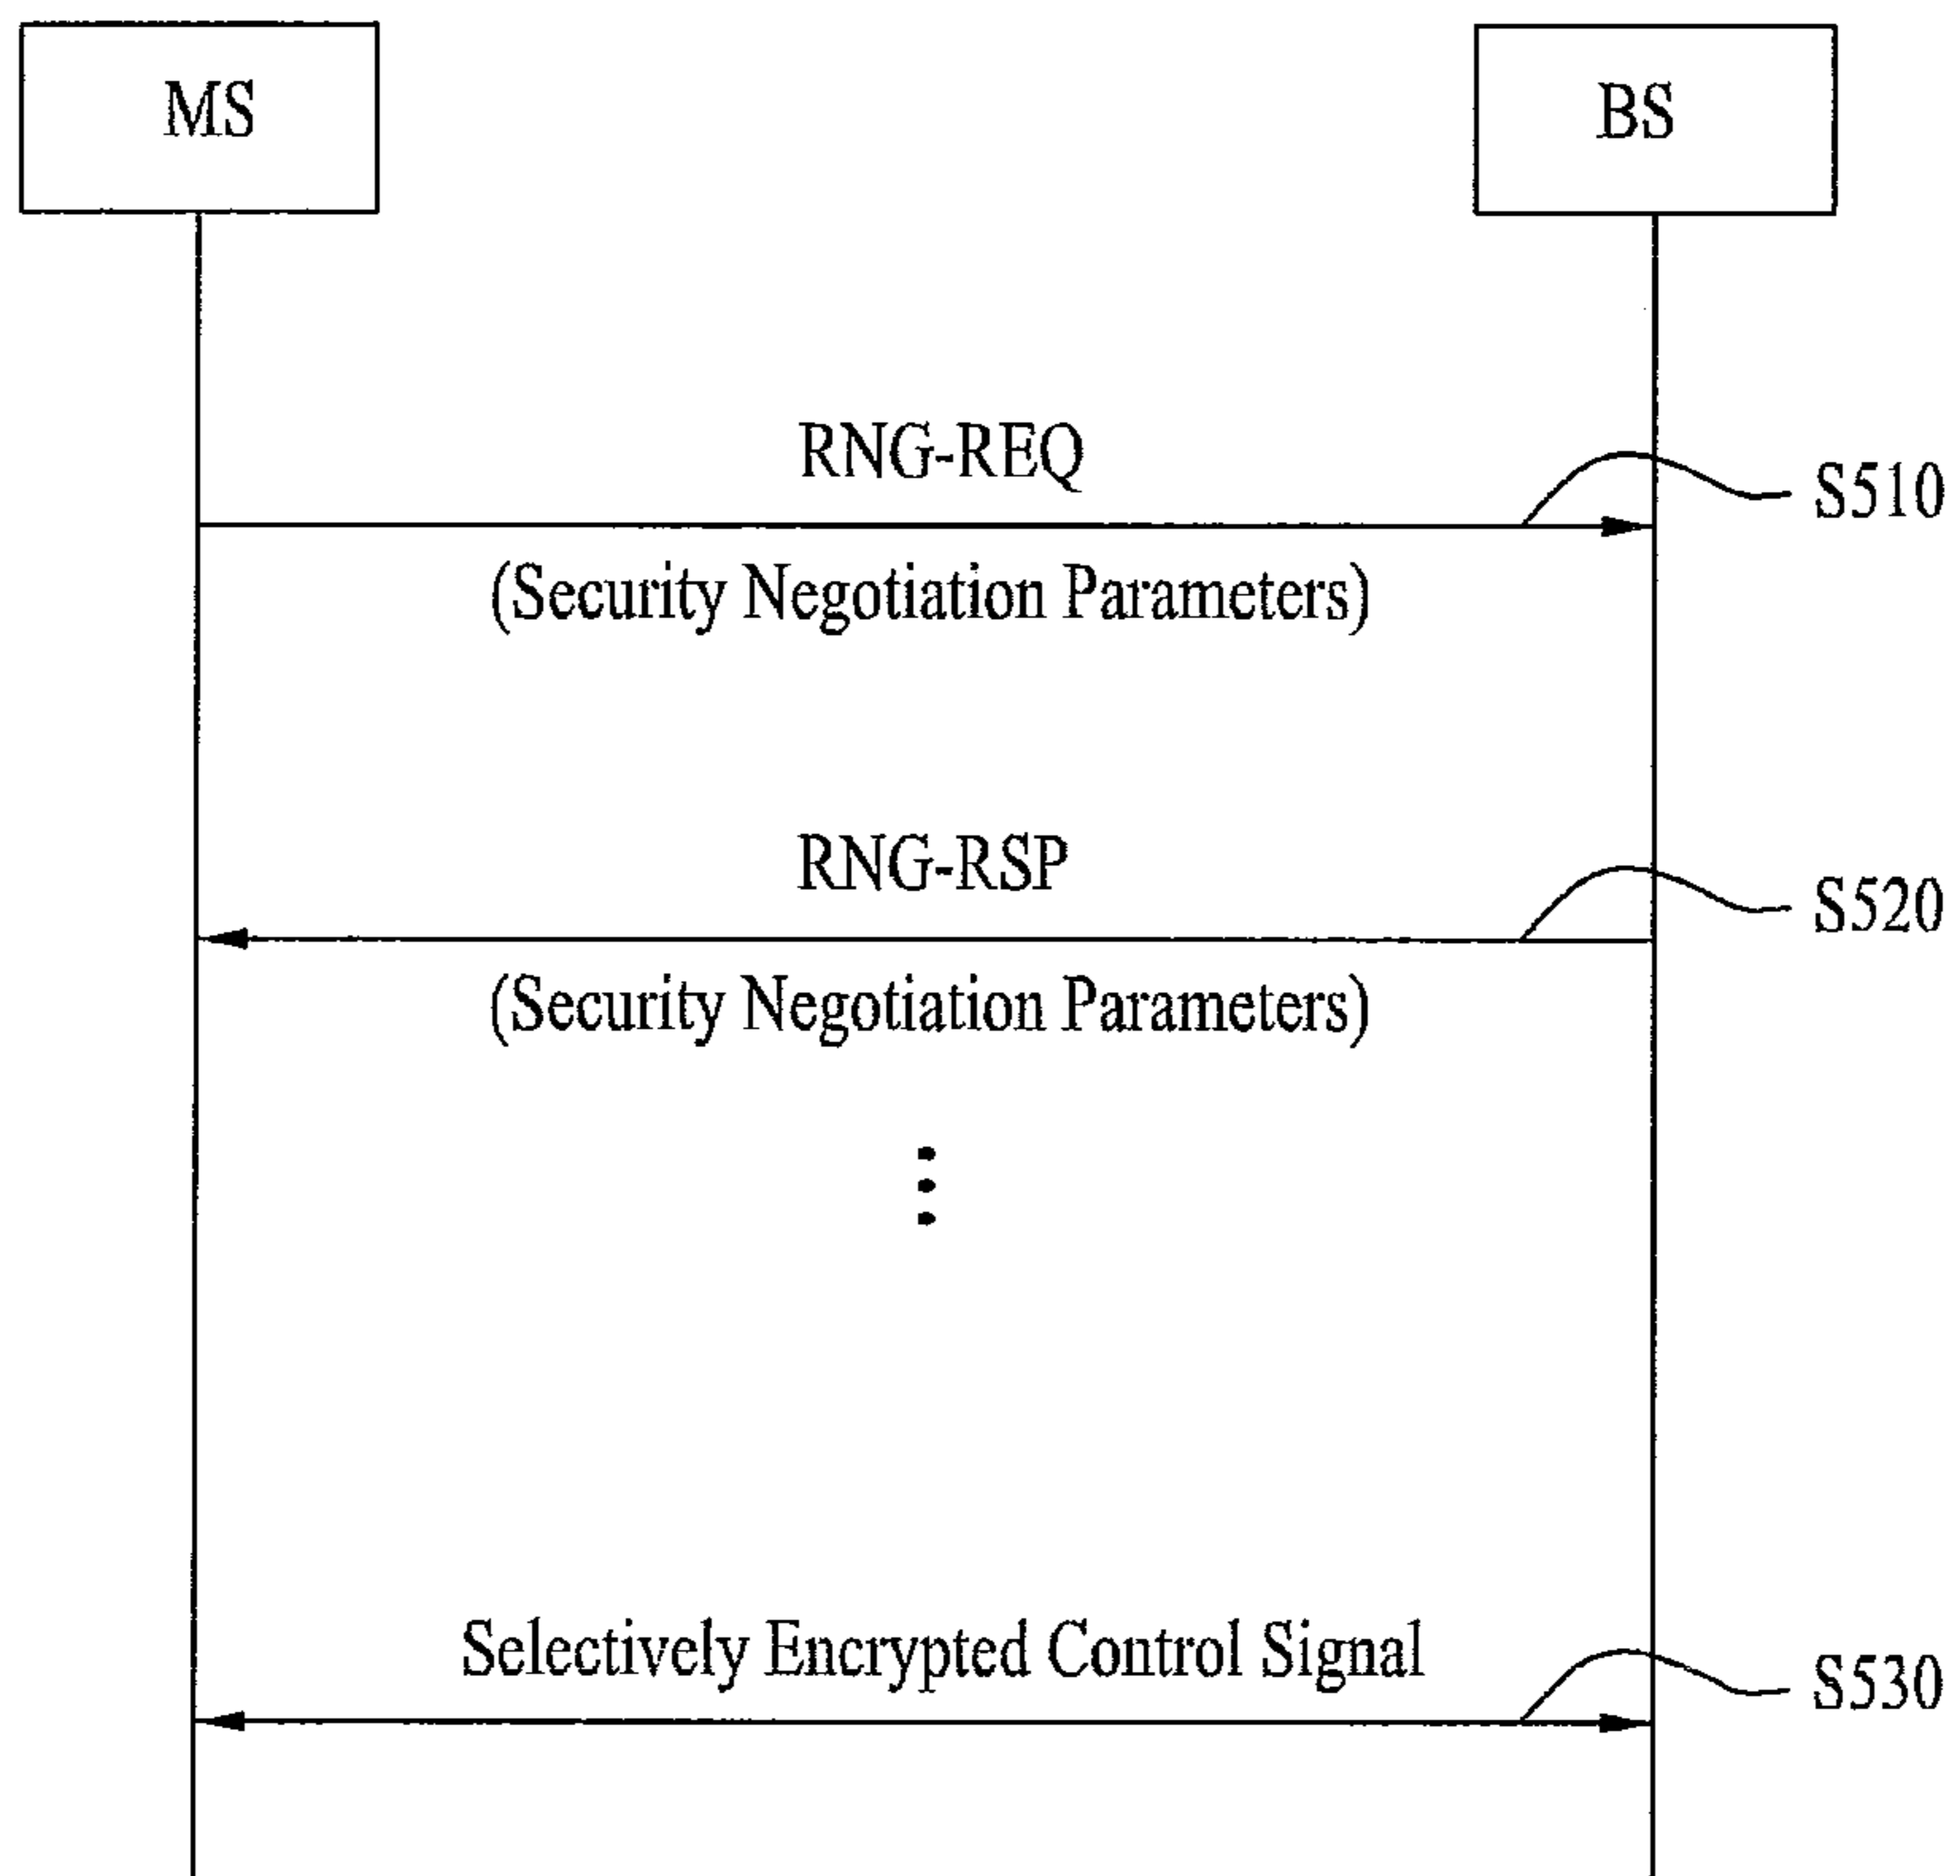 MS
BS
RNG-REQ
S510
(Security Negotiation Parameters)
RNG-RSP
S520
(Security Negotiation Parameters)
Selectively Encrypted Control Signal
S530